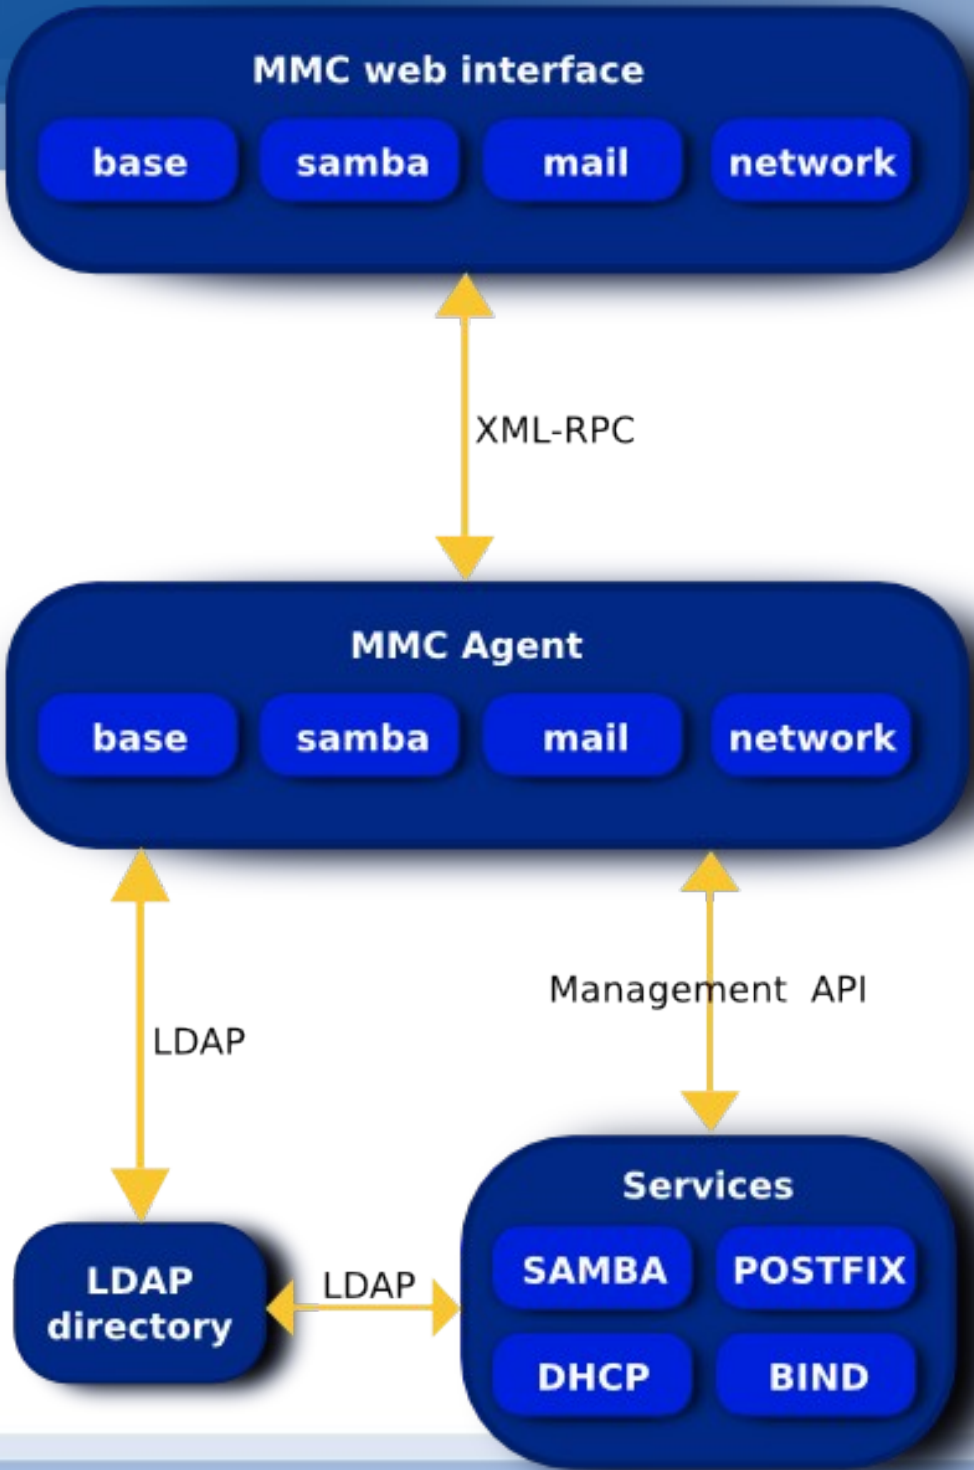 MMC web interface
base samba mail network
XML-RPC
MMC Agent
base samba mail network
Management API
LDAP
Services
LDAP
directory
LDAP
SAMBA POSTFIX
DHCP BIND